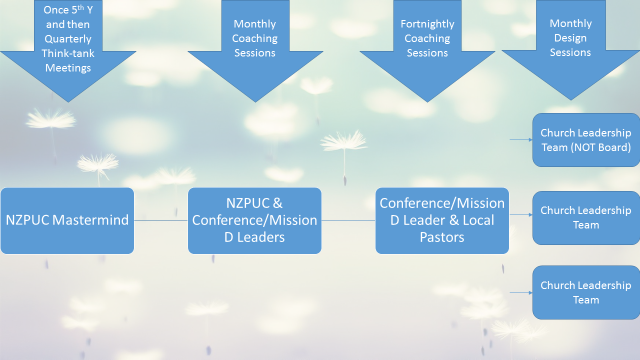 Once 5th Y
and then
Quarterly
Think-tank
Meetings
Monthly
Coaching
Sessions
Fortnightly
Coaching
Sessions
Monthly
Design
Sessions
Church Leadership
Team (NOT Board)
NZPUC Mastermind
NZPUC &
Conference/Mission
D Leaders
Conference/Mission
D Leader & Local
Pastors
Church Leadership
Team
Church Leadership
Team